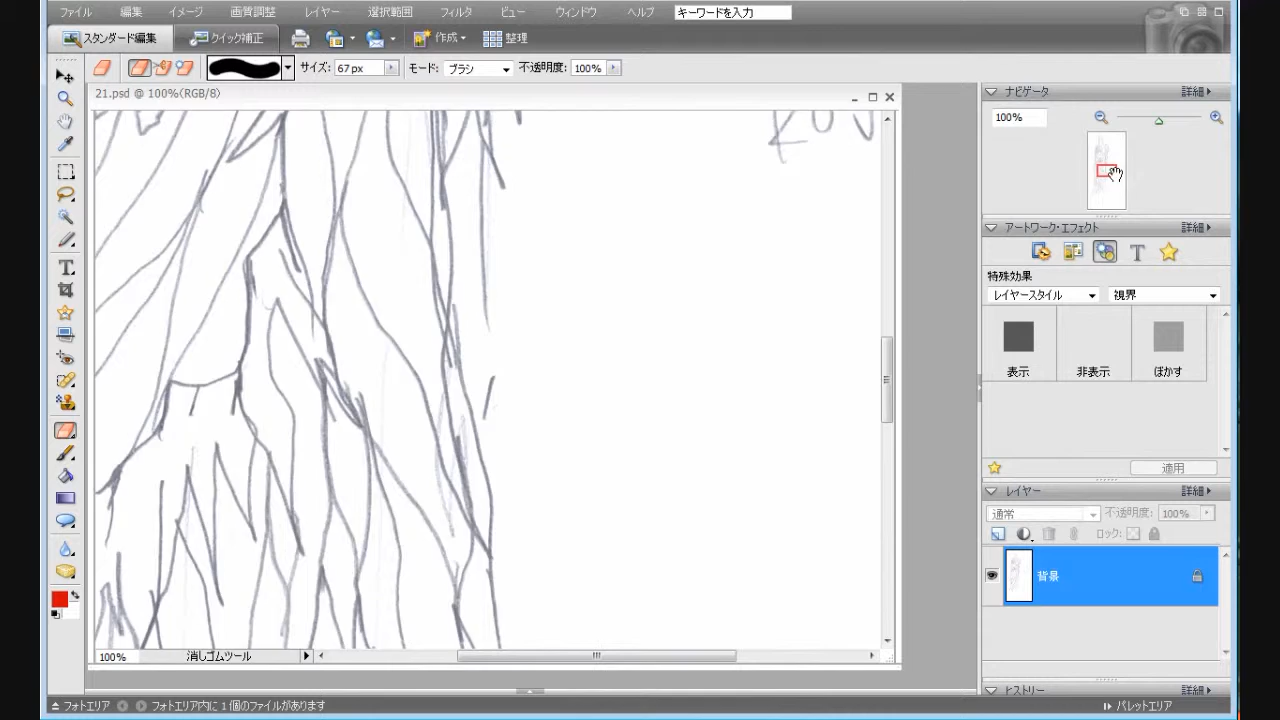 ファイル 編集 イメージ 画質調整 レイヤー 選択範囲 フィルタ ビュー ウィンドウ ヘルプ キーワードを入力
スタンダード編集 クイック補正 作成 整理
サイズ: 67 px モード: ブラシ 不透明度: 100%
21.psd @ 100%(RGB/8)
ナビゲータ 詳細
100%
アートワーク・エフェクト 詳細
特殊効果
レイヤースタイル 視界
表示 非表示 ぼかす
適用
レイヤー 詳細
通常 不透明度: 100%
ロック:
背景
100% 消しゴムツール
ヒストリー 詳細
フォトエリア フォトエリア内に 1 個のファイルがあります パレットエリア